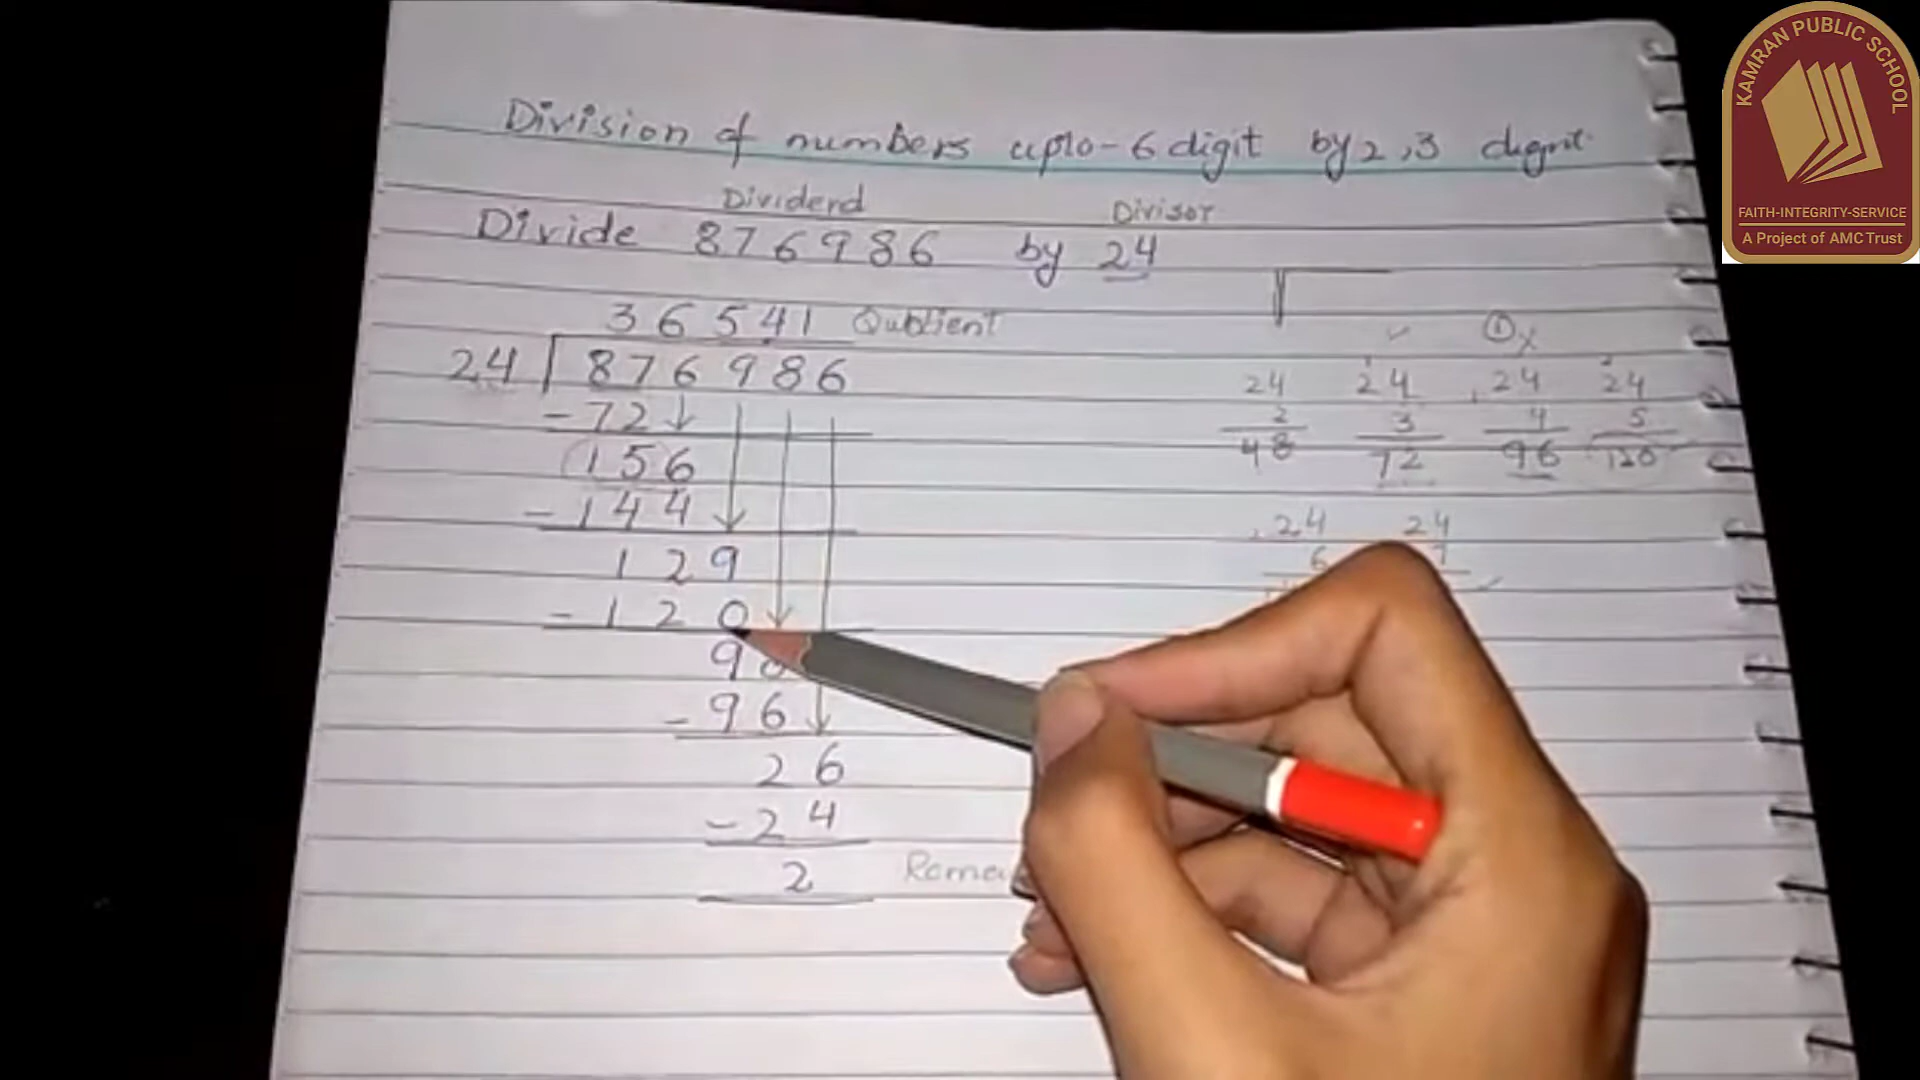 KAMRAN PUBLIC SCHOOL
FAITH-INTEGRITY-SERVICE
A Project of AMC Trust
Division of numbers upto-6 digit by 2,3 digit
Dividend Divisor
Divide 876986 by 24
36541 Quotient
24 876986
-72
156
-144
129
-120
98
-96
26
-24
2
24 24 24 24
2 3 4 5
48 72 96 120
24 24
6 7